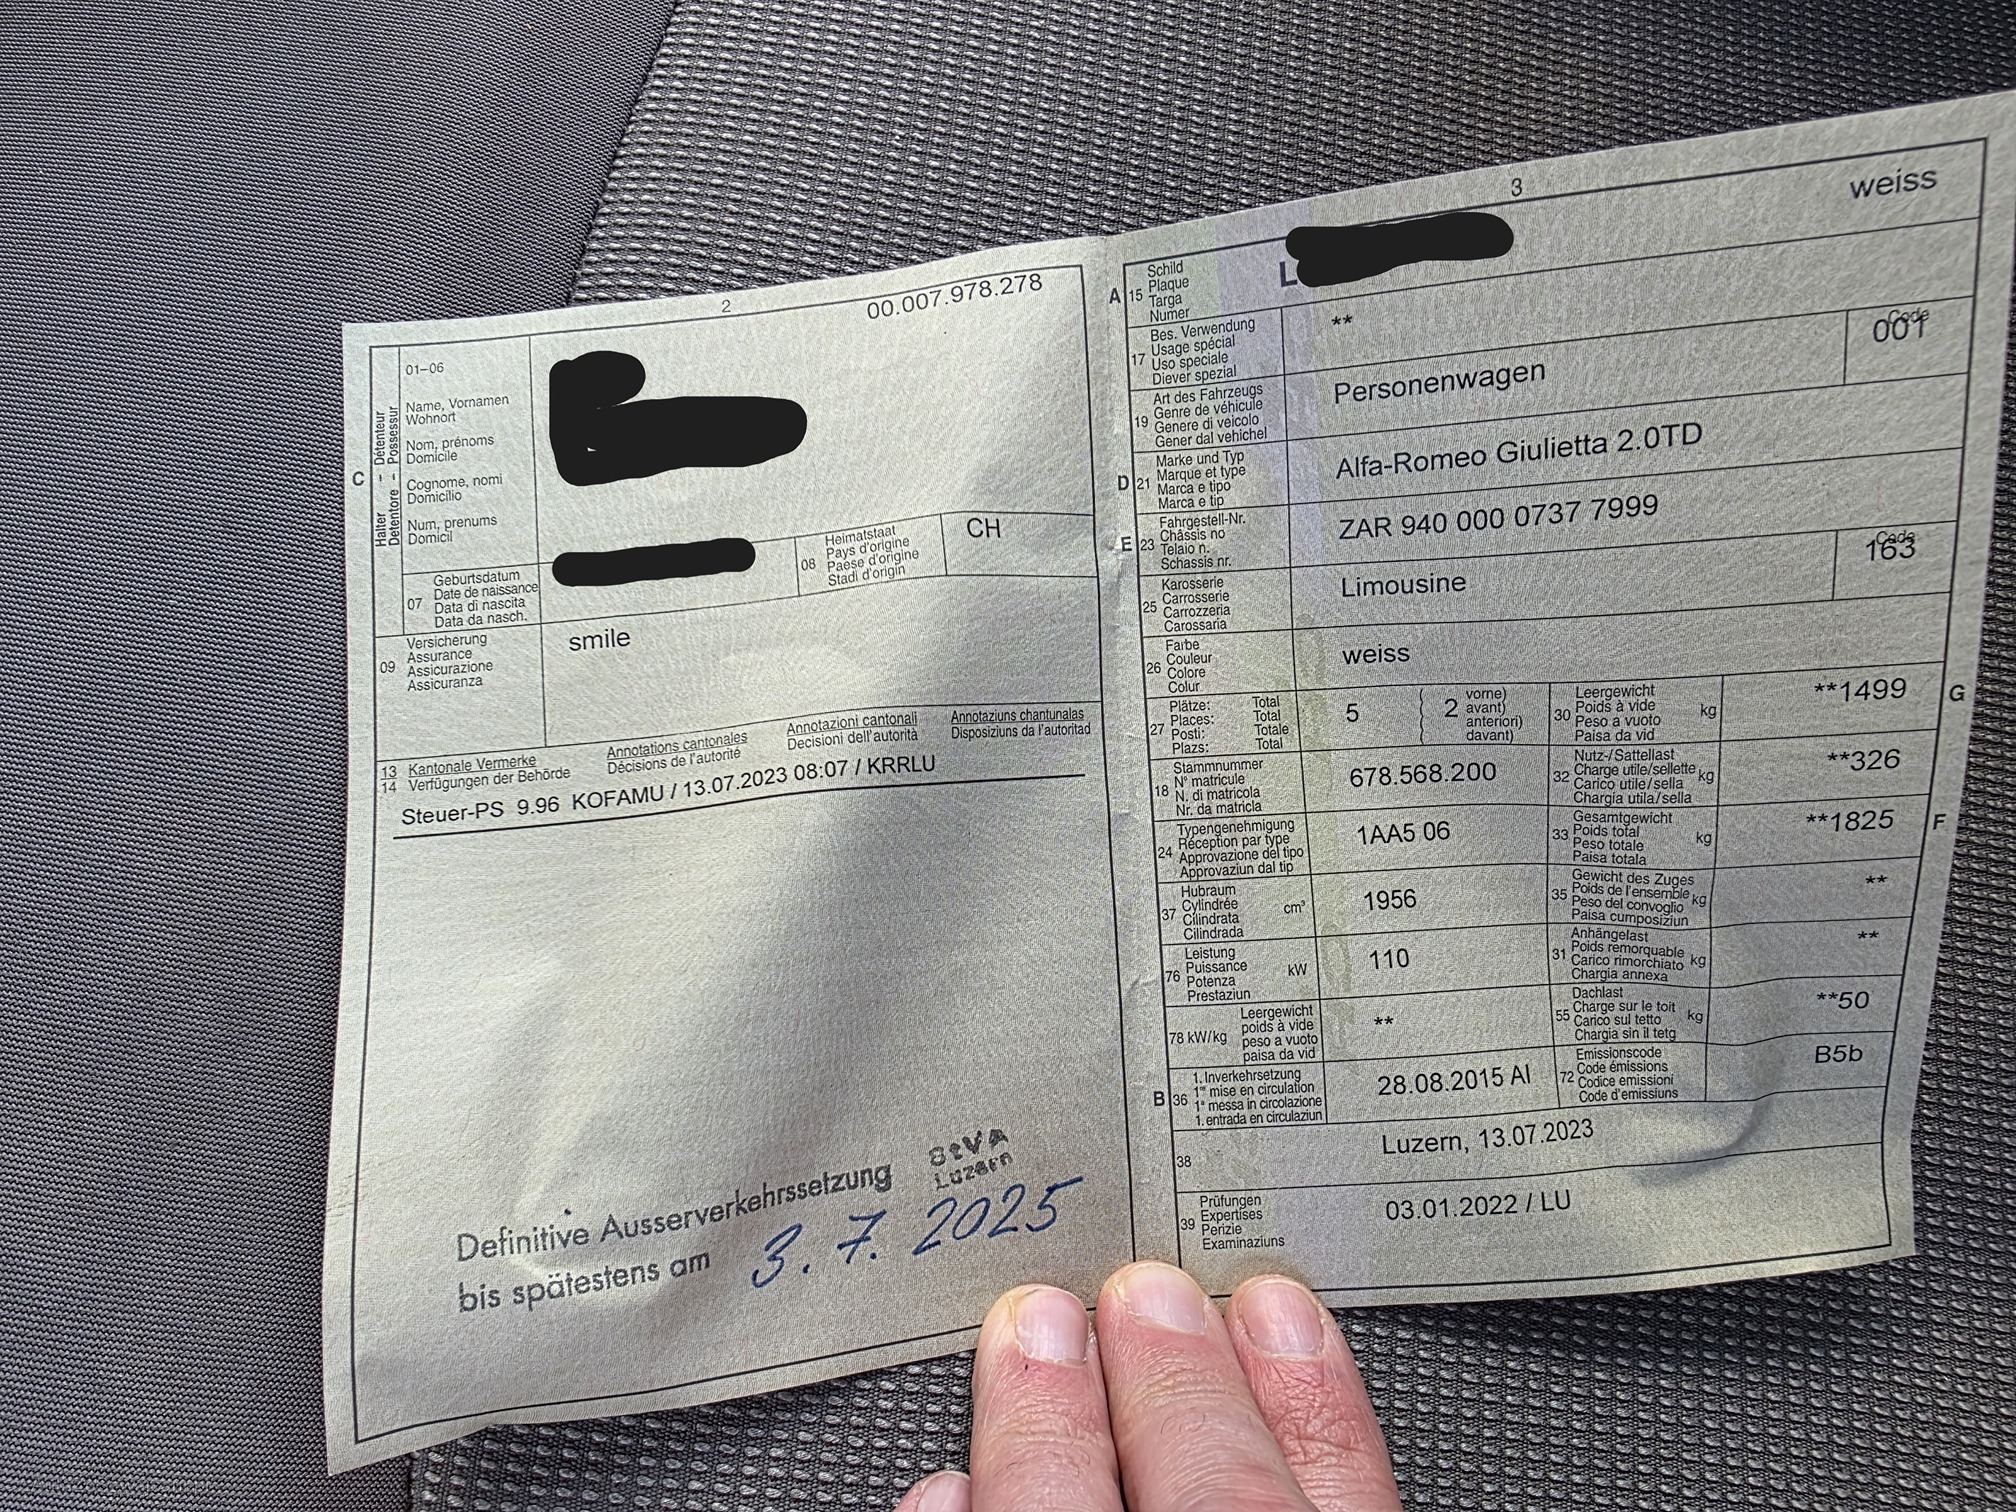 2
00.007.978.278
C
Halter - Détenteur
Detentore - Possessur
01–06
Name, Vornamen
Wohnort
Nom, prénoms
Domicile
Cognome, nomi
Domicilio
Num, prenums
Domicil
07
Geburtsdatum
Date de naissance
Data di nascita
Data da nasch.
08
Heimatstaat
Pays d'origine
Paese d'origine
Stadi d'origin
CH
09
Versicherung
Assurance
Assicurazione
Assicuranza
smile
13 Kantonale Vermerke
14 Verfügungen der Behörde
Annotations cantonales
Décisions de l'autorité
Annotazioni cantonali
Decisioni dell'autorità
Annotaziuns chantunalas
Disposiziuns da l'autoritad
Steuer-PS 9.96 KOFAMU / 13.07.2023 08:07 / KRRLU
StVA
Luzern
Definitive Ausserverkehrssetzung
bis spätestens am 3. 7. 2025
3
weiss
A 15
Schild
Plaque
Targa
Numer
L
17
Bes. Verwendung
Usage spécial
Uso speciale
Diever spezial
**
19
Art des Fahrzeugs
Genre de véhicule
Genere di veicolo
Gener dal vehichel
Personenwagen
Code
001
D 21
Marke und Typ
Marque et type
Marca e tipo
Marca e tip
Alfa-Romeo Giulietta 2.0TD
E 23
Fahrgestell-Nr.
Châssis no
Telaio n.
Schassis nr.
ZAR 940 000 0737 7999
25
Karosserie
Carrosserie
Carrozzeria
Carossaria
Limousine
Code
163
26
Farbe
Couleur
Colore
Colur
weiss
27
Plätze: Total
Places: Total
Posti: Totale
Plazs: Total
5
( 2 vorne)
( avant)
( anteriori)
( davant)
30
Leergewicht
Poids à vide
Peso a vuoto
Paisa da vid
kg
**1499
G
18
Stammnummer
N° matricule
N. di matricola
Nr. da matricla
678.568.200
32
Nutz-/Sattellast
Charge utile/sellette
Carico utile/sella
Chargia utila/sella
kg
**326
24
Typengenehmigung
Réception par type
Approvazione del tipo
Approvaziun dal tip
1AA5 06
33
Gesamtgewicht
Poids total
Peso totale
Paisa totala
kg
**1825
F
37
Hubraum
Cylindrée
Cilindrata
Cilindrada
cm³
1956
35
Gewicht des Zuges
Poids de l'ensemble
Peso del convoglio
Paisa cumposiziun
kg
**
76
Leistung
Puissance
Potenza
Prestaziun
kW
110
31
Anhängelast
Poids remorquable
Carico rimorchiato
Chargia annexa
kg
**
78 kW/kg
Leergewicht
poids à vide
peso a vuoto
paisa da vid
**
55
Dachlast
Charge sur le toit
Carico sul tetto
Chargia sin il tetg
kg
**50
B 36
1. Inverkehrsetzung
1re mise en circulation
1a messa in circolazione
1. entrada en circulaziun
28.08.2015 AI
72
Emissionscode
Code émissions
Codice emissioni
Code d'emissiuns
B5b
38
Luzern, 13.07.2023
39
Prüfungen
Expertises
Perizie
Examinaziuns
03.01.2022 / LU